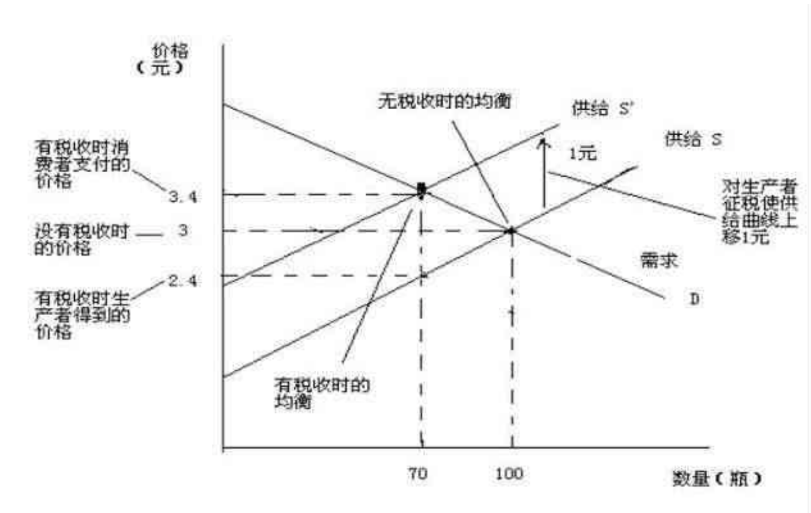 价格
（元）
无税收时的均衡
供给 S'
供给 S
1元
有税收时消
费者支付的
价格
3.4
对生产者
征税使供
给曲线上
移1元
没有税收时
的价格
3
需求
D
2.4
有税收时生
产者得到的
价格
有税收时的
均衡
70
100
数量（瓶）